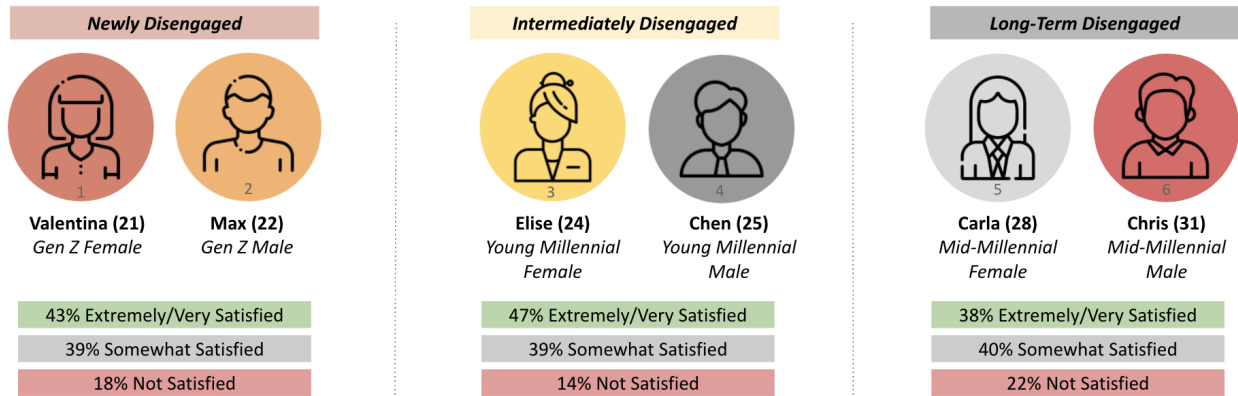 Newly Disengaged
1
2
Valentina (21)
Gen Z Female
Max (22)
Gen Z Male
43% Extremely/Very Satisfied
39% Somewhat Satisfied
18% Not Satisfied
Intermediately Disengaged
3
4
Elise (24)
Young Millennial
Female
Chen (25)
Young Millennial
Male
47% Extremely/Very Satisfied
39% Somewhat Satisfied
14% Not Satisfied
Long-Term Disengaged
5
6
Carla (28)
Mid-Millennial
Female
Chris (31)
Mid-Millennial
Male
38% Extremely/Very Satisfied
40% Somewhat Satisfied
22% Not Satisfied